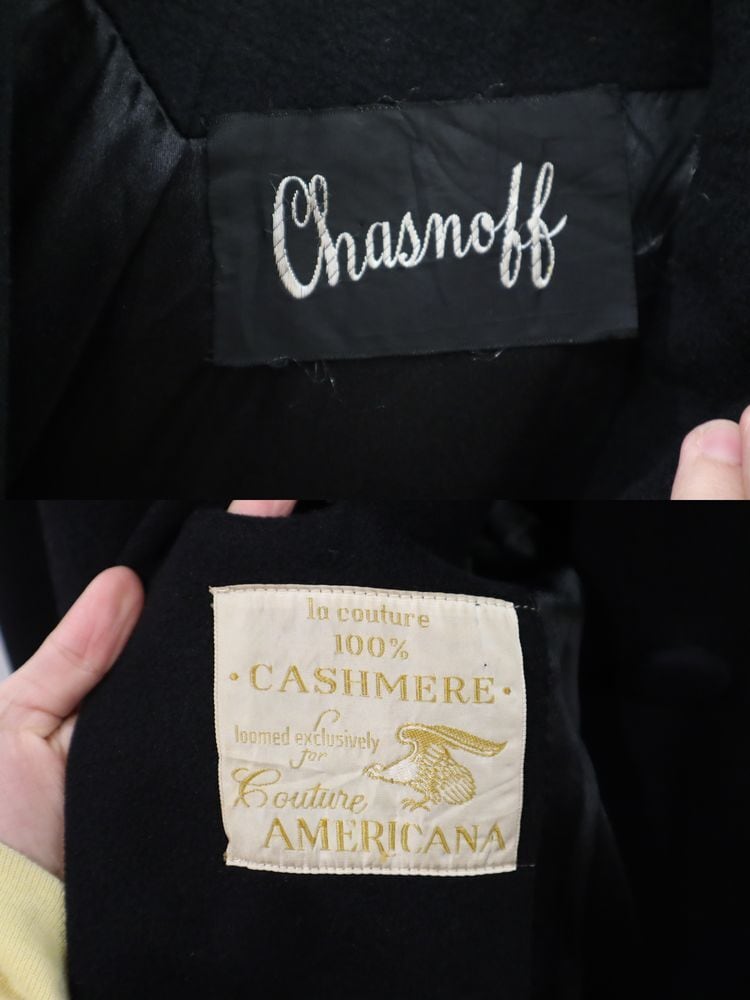 Chasnoff
la couture
100%
· CASHMERE ·
loomed exclusively
for
Couture
AMERICANA